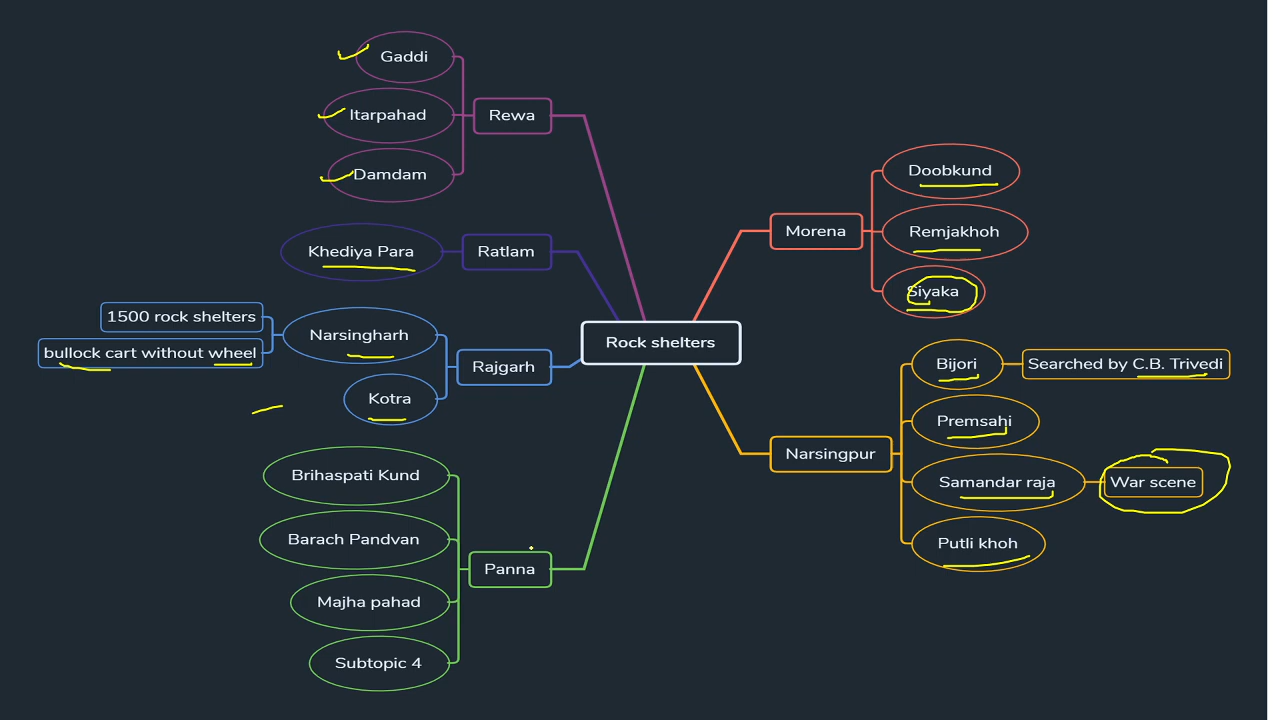 Rock shelters
Rewa
Gaddi
Itarpahad
Damdam
Ratlam
Khediya Para
Rajgarh
Narsingharh
1500 rock shelters
bullock cart without wheel
Kotra
Panna
Brihaspati Kund
Barach Pandvan
Majha pahad
Subtopic 4
Morena
Doobkund
Remjakhoh
Siyaka
Narsingpur
Bijori
Searched by C.B. Trivedi
Premsahi
Samandar raja
War scene
Putli khoh